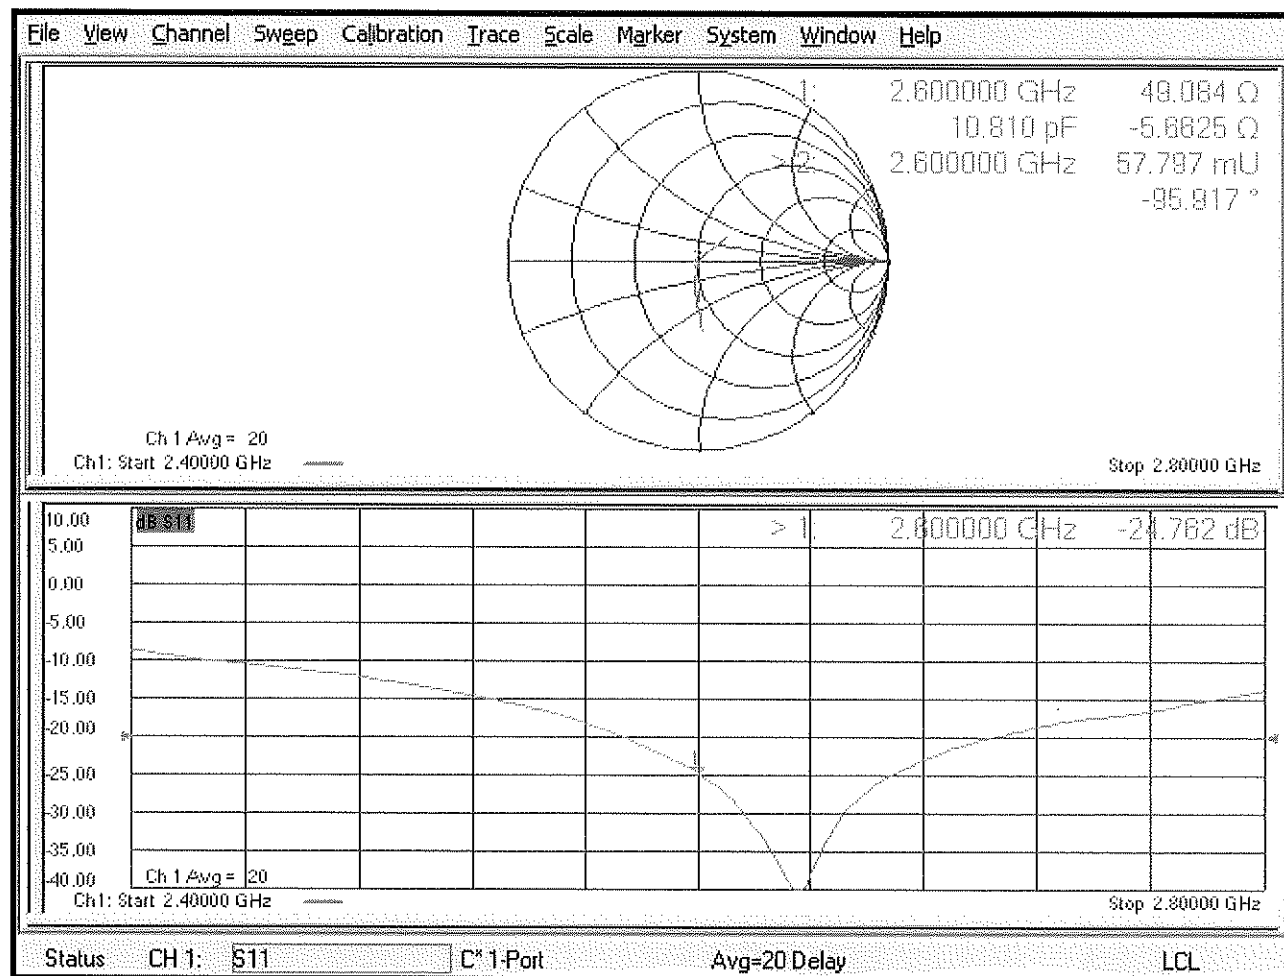 File View Channel Sweep Calibration Trace Scale Marker System Window Help
1: 2.600000 GHz 49.084 Ω
10.810 pF -5.6625 Ω
> 2: 2.600000 GHz 57.797 mU
-95.917 °
Ch 1 Avg = 20
Ch1: Start 2.40000 GHz
Stop 2.80000 GHz
10.00
dB S11
> 1: 2.600000 GHz -24.762 dB
5.00
0.00
-5.00
-10.00
-15.00
-20.00
-25.00
-30.00
-35.00
-40.00
Ch 1 Avg = 20
Ch1: Start 2.40000 GHz
Stop 2.80000 GHz
Status CH 1: S11 C* 1-Port Avg=20 Delay LCL